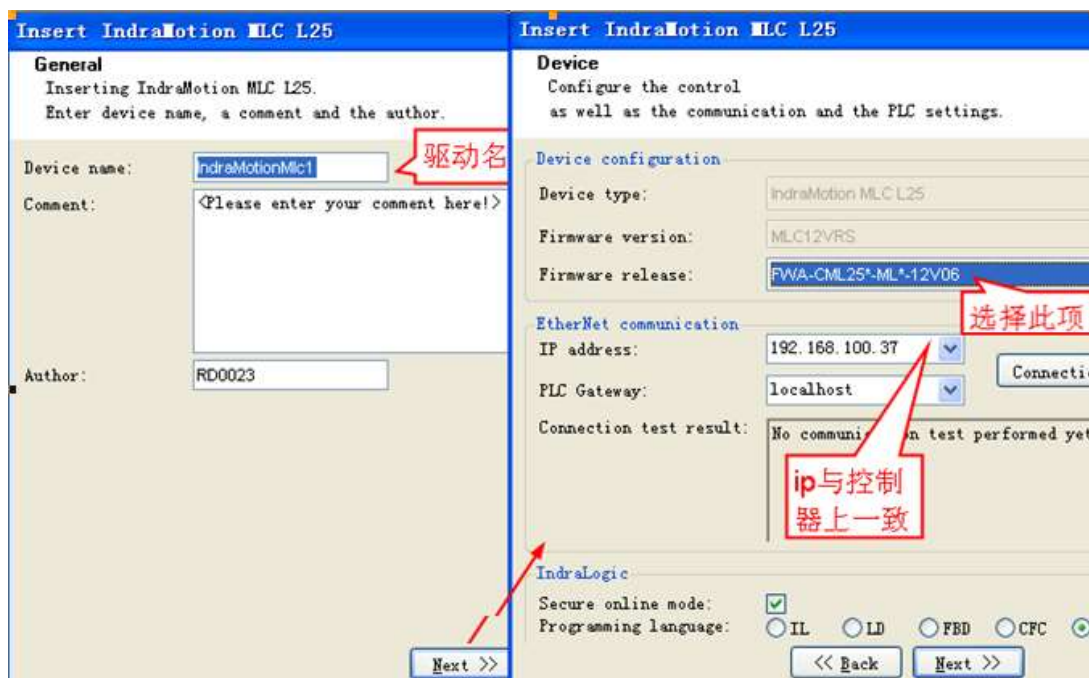 Insert IndraMotion MLC L25
General
Inserting IndraMotion MLC L25.
Enter device name, a comment and the author.
Device name:
IndraMotionMlc1
驱动名
Comment:
<Please enter your comment here!>
Author:
RD0023
Next >>
Insert IndraMotion MLC L25
Device
Configure the control
as well as the communication and the PLC settings.
Device configuration
Device type:
IndraMotion MLC L25
Firmware version:
MLC12VRS
Firmware release:
FWA-CML25*-ML*-12V06
选择此项
EtherNet communication
IP address:
192.168.100.37
PLC Gateway:
localhost
Connection test result:
test performed yet
ip与控制
器上一致
IndraLogic
Secure online mode:
Programming language:
IL LD FBD CFC
<< Back Next >>